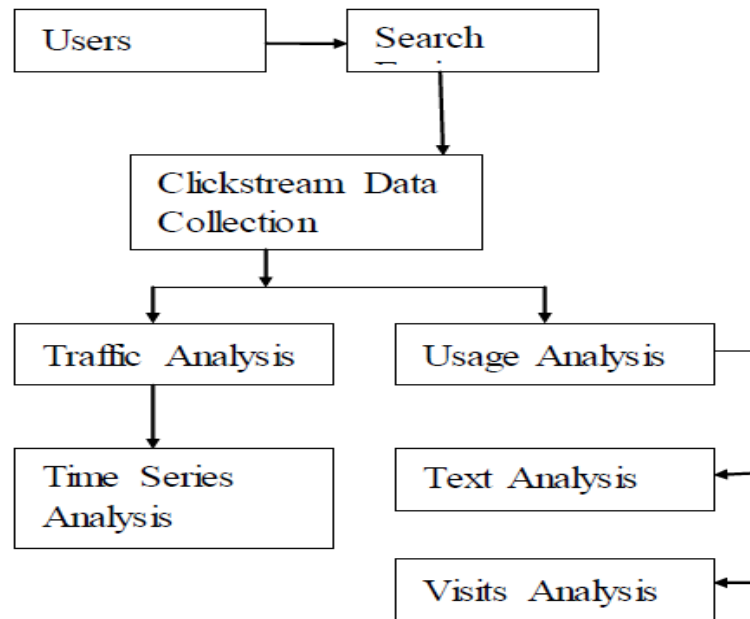 Users
Search
Clickstream Data
Collection
Traffic Analysis
Usage Analysis
Time Series
Analysis
Text Analysis
Visits Analysis